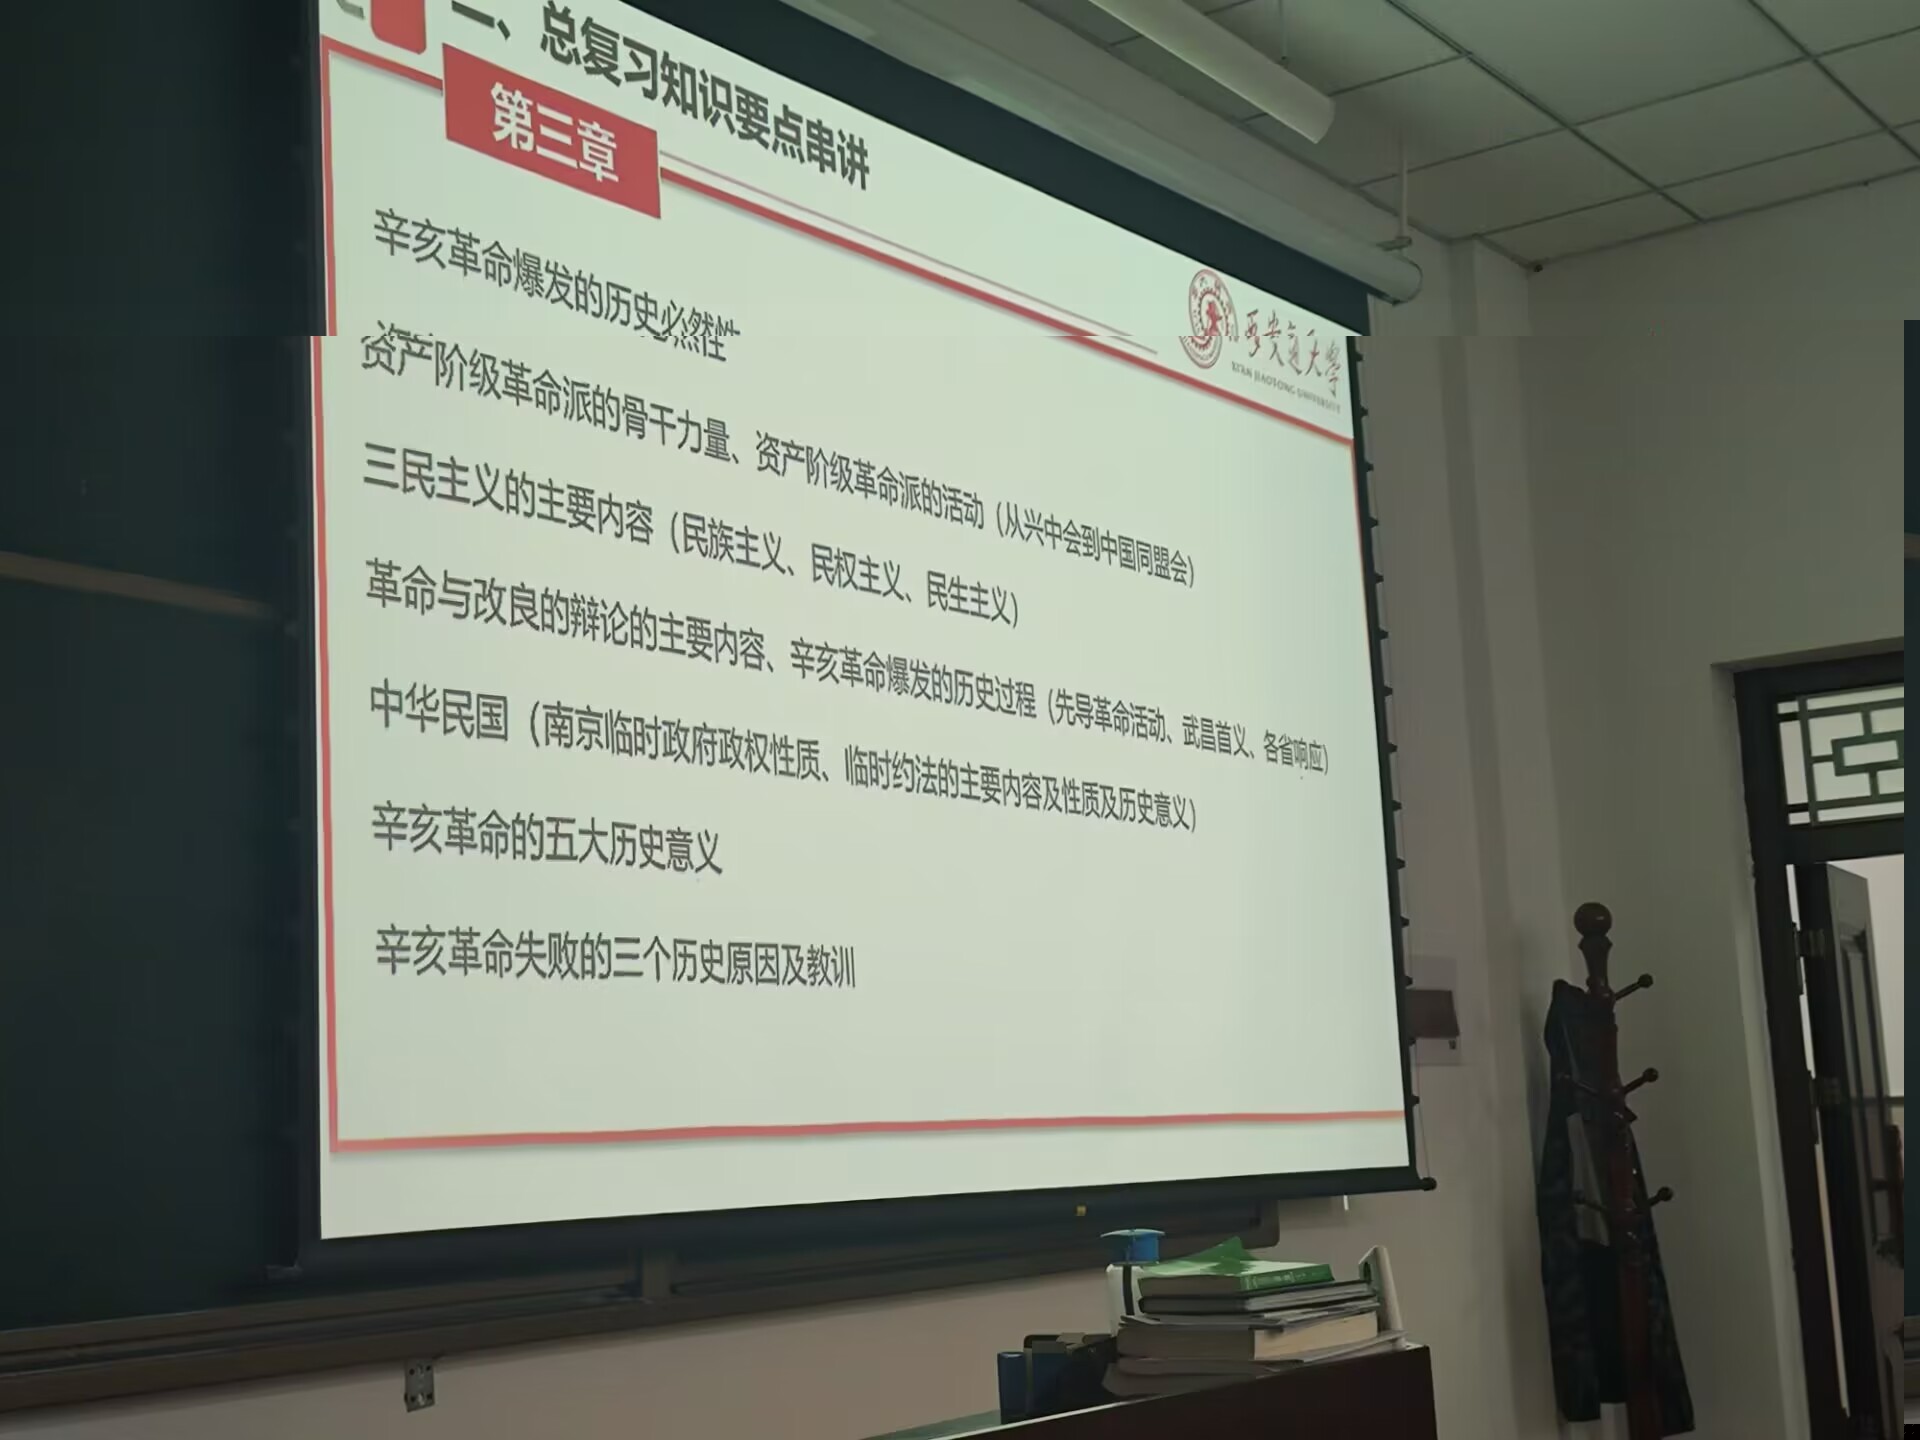 一、总复习知识要点串讲
第三章
西安交通大学
XI'AN JIAOTONG UNIVERSITY
辛亥革命爆发的历史必然性
资产阶级革命派的骨干力量、资产阶级革命派的活动（从兴中会到中国同盟会）
三民主义的主要内容（民族主义、民权主义、民生主义）
革命与改良的辩论的主要内容、辛亥革命爆发的历史过程（先导革命活动、武昌首义、各省响应）
中华民国（南京临时政府政权性质、临时约法的主要内容及性质及历史意义）
辛亥革命的五大历史意义
辛亥革命失败的三个历史原因及教训